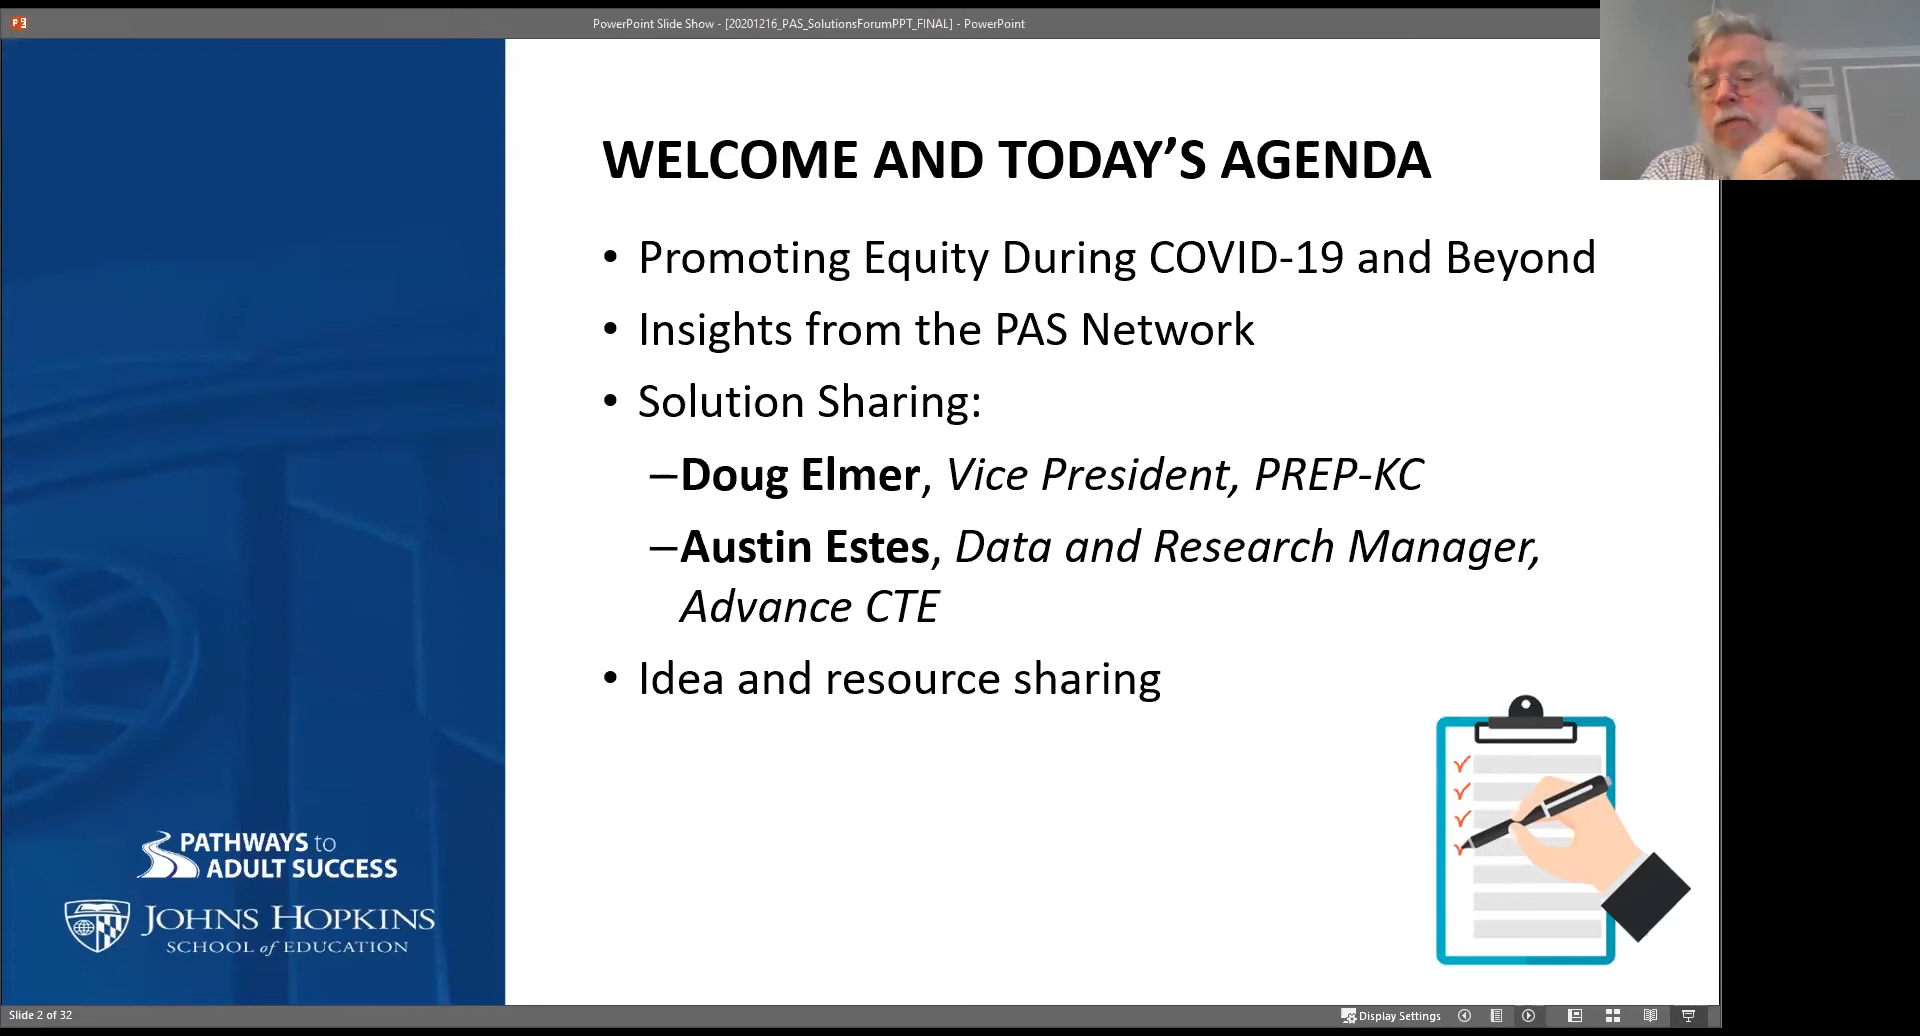 PowerPoint Slide Show - [20201216_PAS_SolutionsForumPPT_FINAL] - PowerPoint
WELCOME AND TODAY’S AGENDA
• Promoting Equity During COVID-19 and Beyond
• Insights from the PAS Network
• Solution Sharing:
–Doug Elmer, Vice President, PREP-KC
–Austin Estes, Data and Research Manager,
Advance CTE
• Idea and resource sharing
PATHWAYS to
ADULT SUCCESS
JOHNS HOPKINS
SCHOOL of EDUCATION
Slide 2 of 32
Display Settings